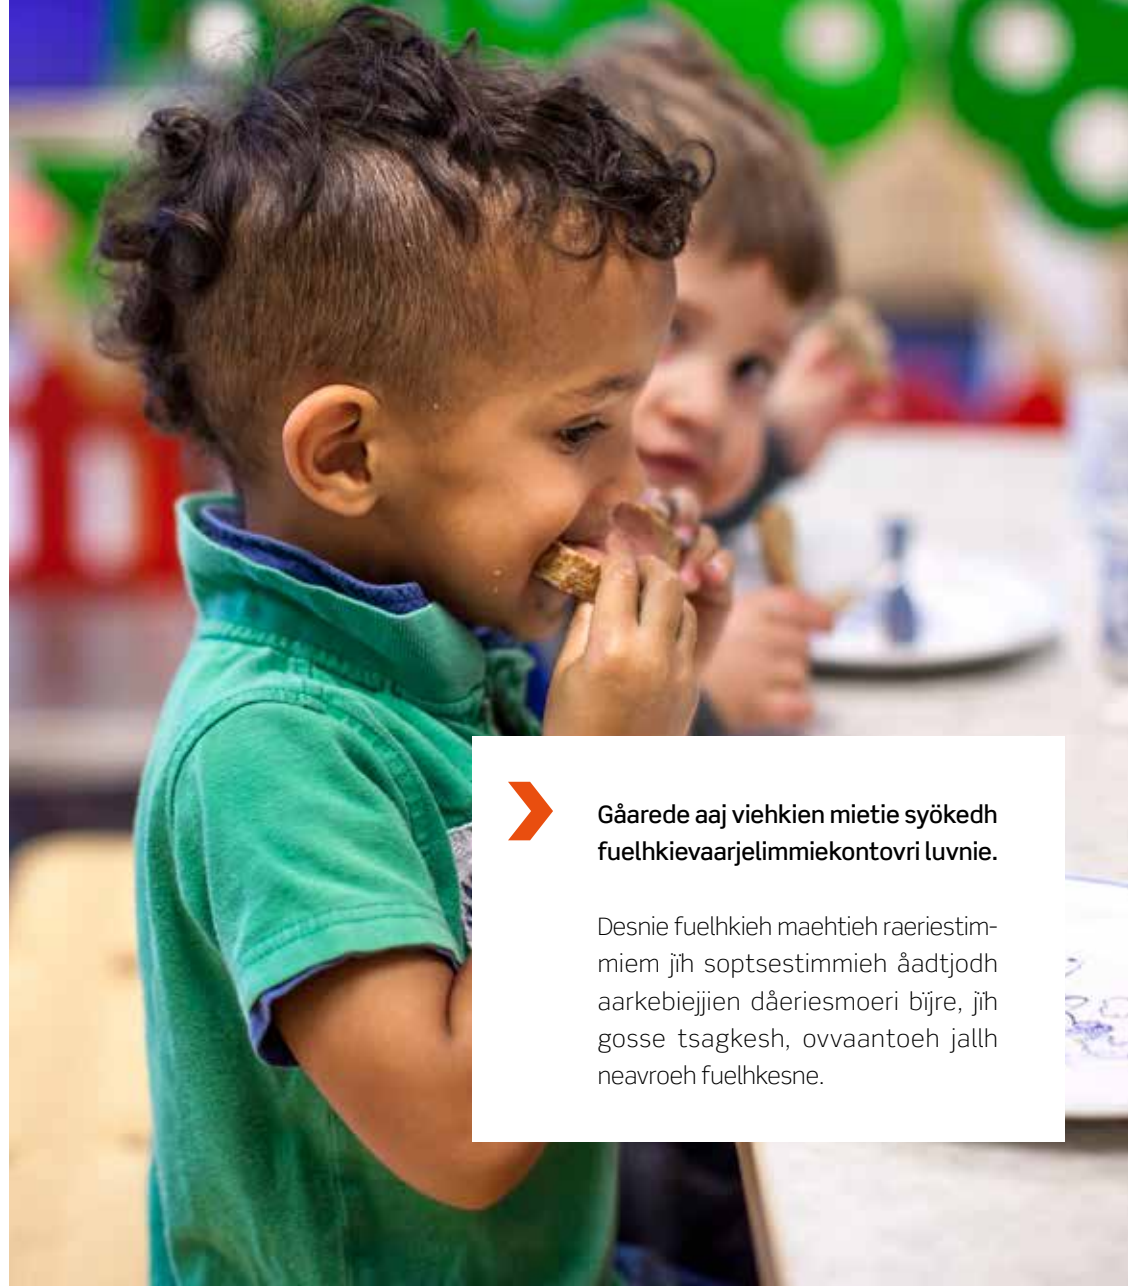 Gåarede aaj viehkien mietie syökedh
fuelhkievaarjelimmiekontovri luvnie.
Desnie fuelhkieh maehtieh raeriestim-
miem jïh soptsestimmieh åadtjodh
aarkebiejjien dåeriesmoeri bïjre, jïh
gosse tsagkesh, ovvaantoeh jallh
neavroeh fuelhkesne.